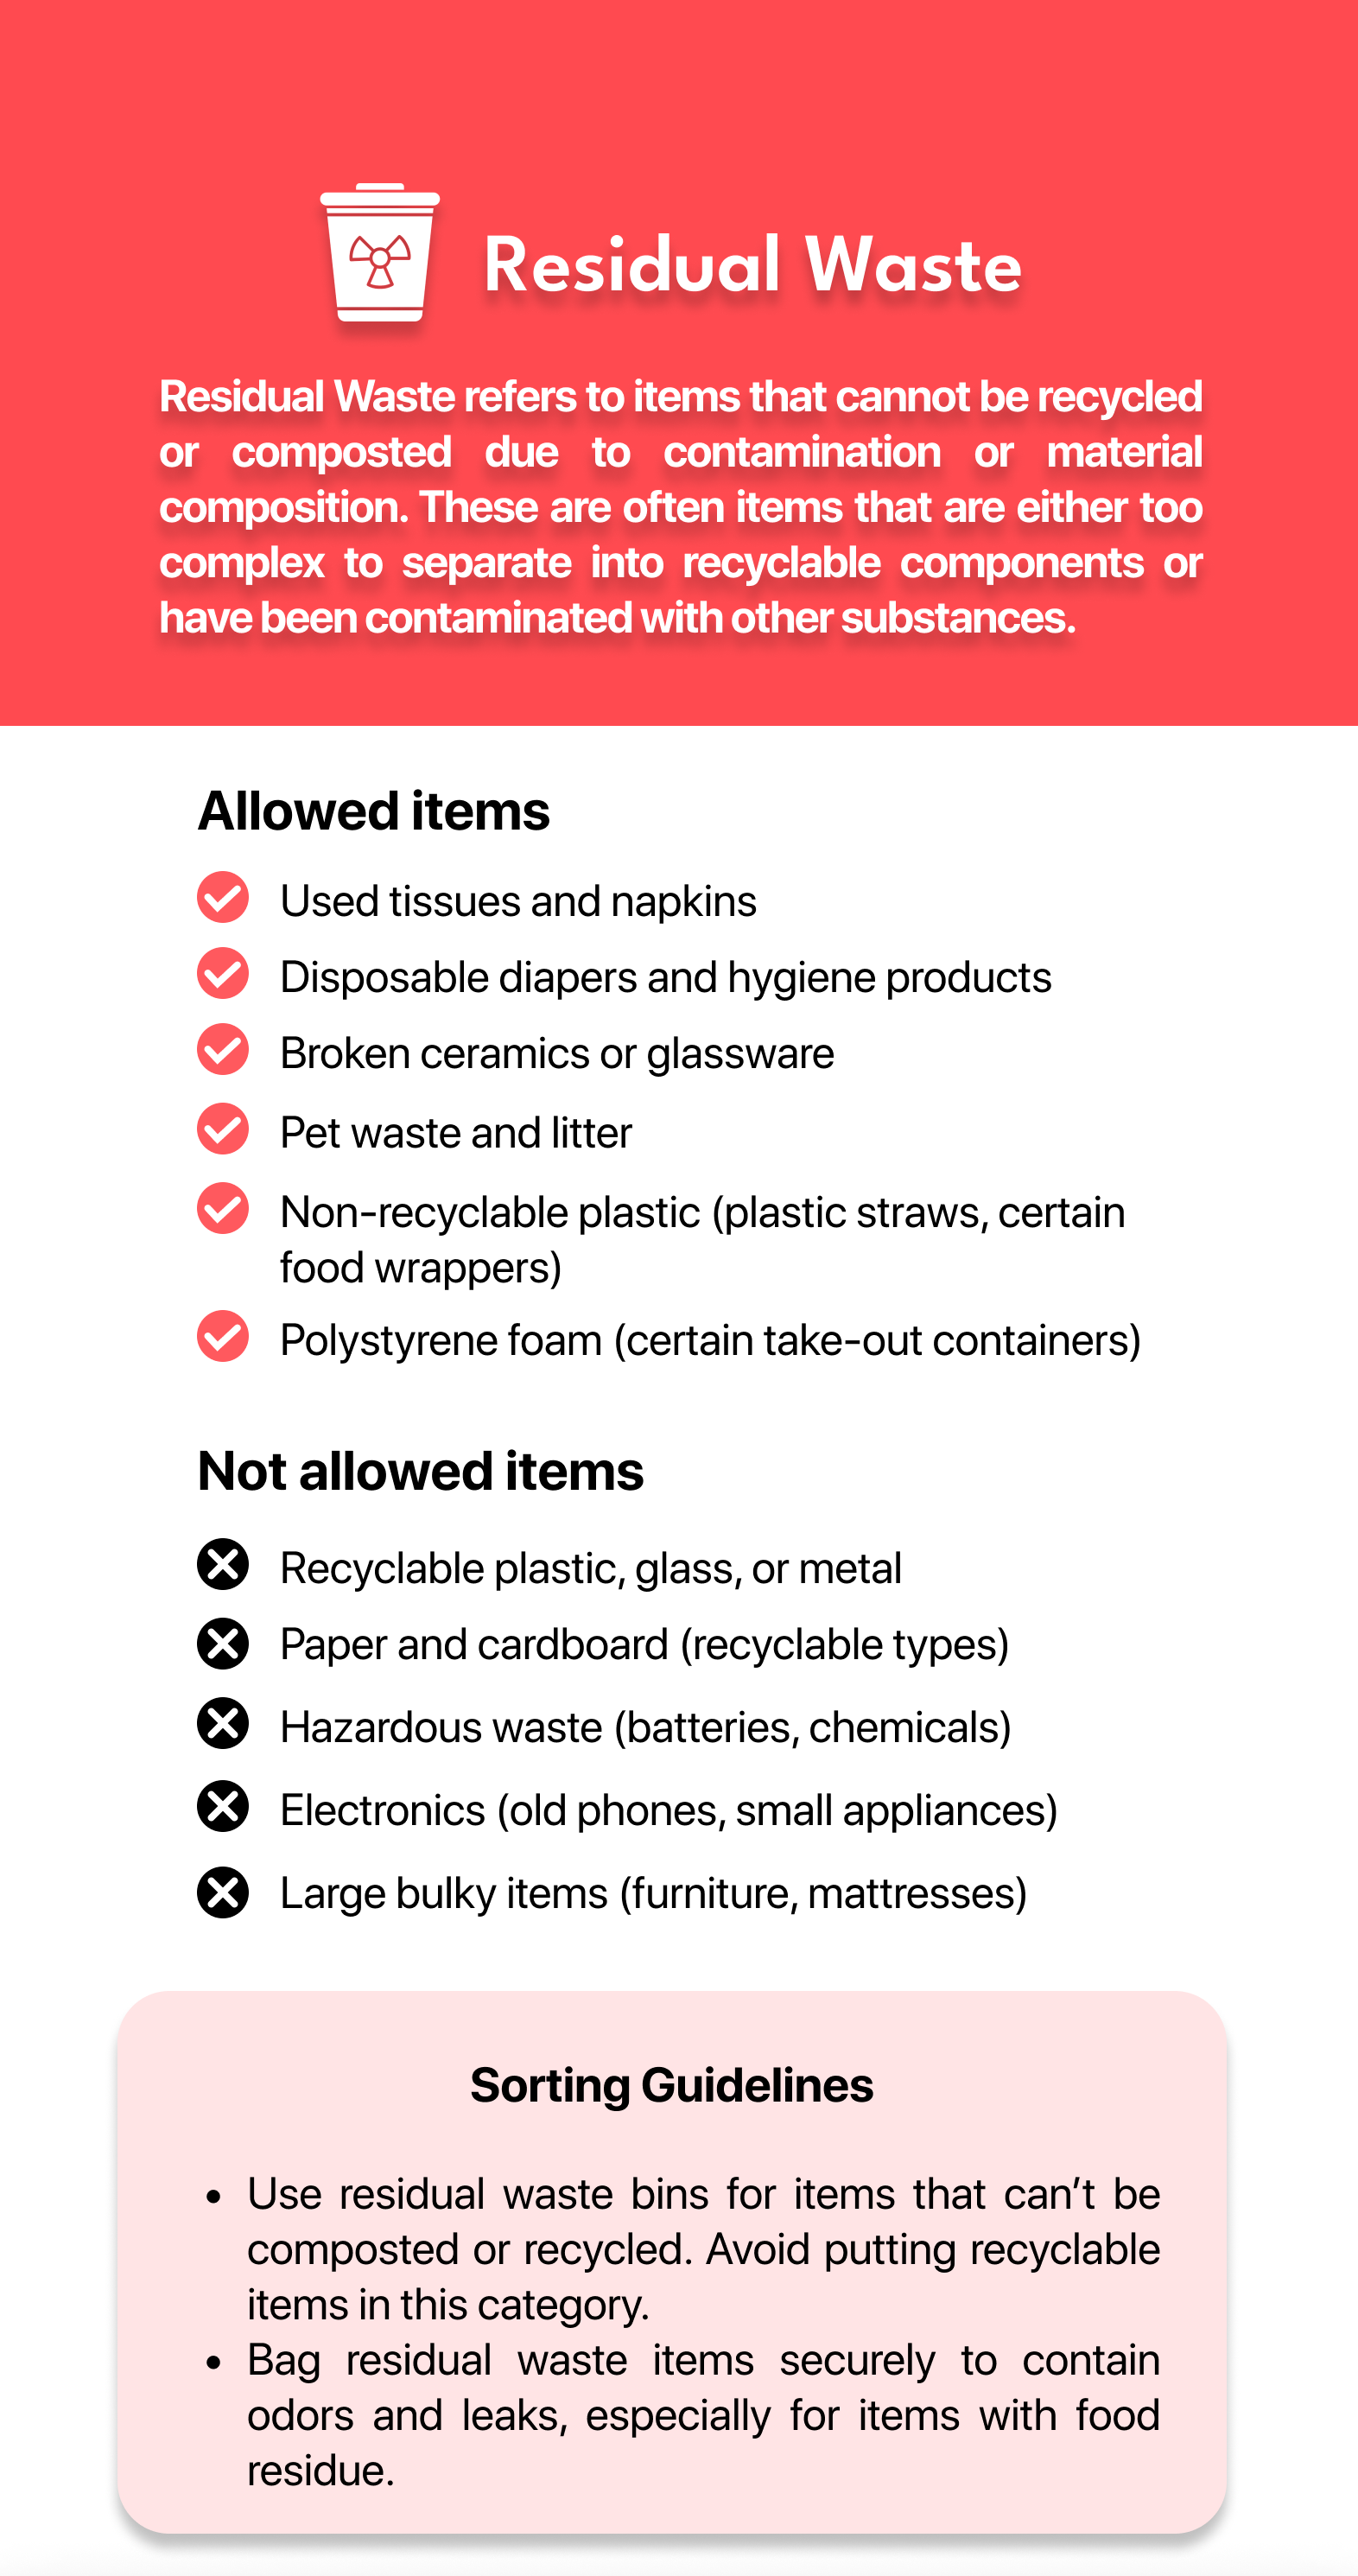 Residual Waste
Residual Waste refers to items that cannot be recycled
or composted due to contamination or material
composition. These are often items that are either too
complex to separate into recyclable components or
have been contaminated with other substances.
Allowed items
Used tissues and napkins
Disposable diapers and hygiene products
Broken ceramics or glassware
Pet waste and litter
Non-recyclable plastic (plastic straws, certain
food wrappers)
Polystyrene foam (certain take-out containers)
Not allowed items
Recyclable plastic, glass, or metal
Paper and cardboard (recyclable types)
Hazardous waste (batteries, chemicals)
Electronics (old phones, small appliances)
Large bulky items (furniture, mattresses)
Sorting Guidelines
• Use residual waste bins for items that can’t be
composted or recycled. Avoid putting recyclable
items in this category.
• Bag residual waste items securely to contain
odors and leaks, especially for items with food
residue.